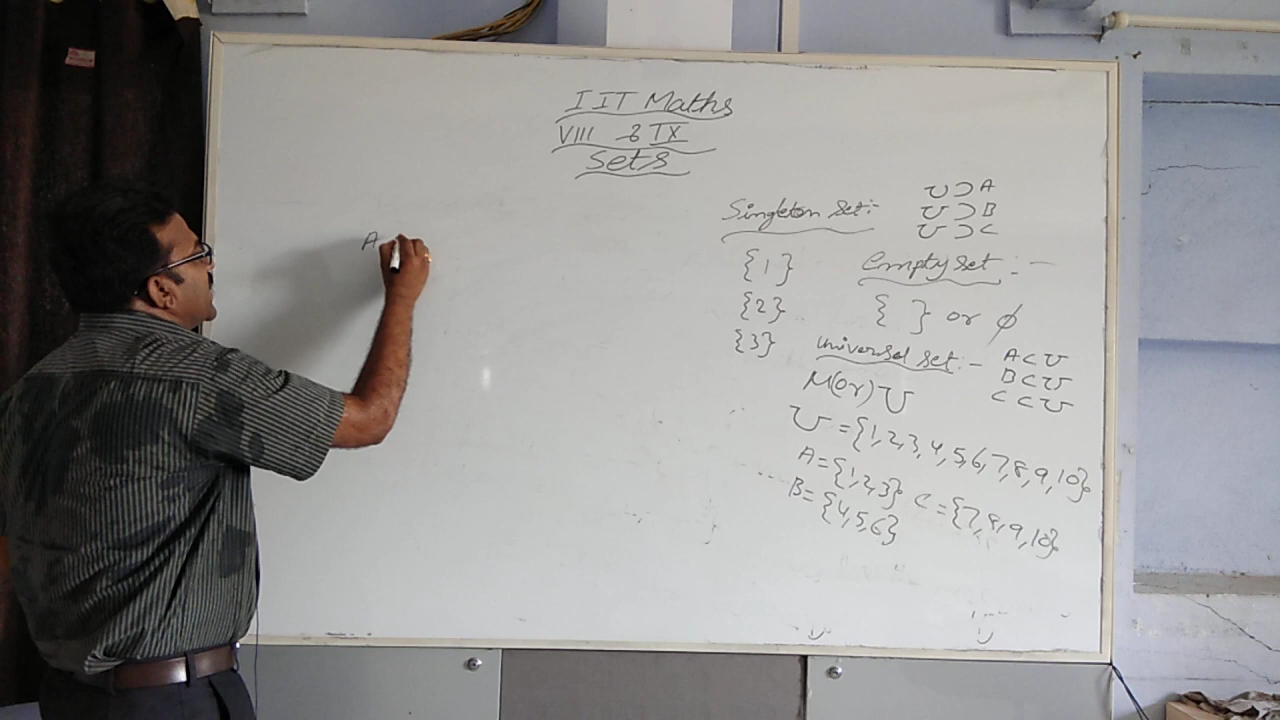 IIT Maths
VIII & IX
Sets
A
Singleton Set:-
{1}
{2}
{3}
U⊃A
U⊃B
U⊃C
Empty set :-
{ } or ϕ
universal set:-
M(or) U
A⊂U
B⊂U
C⊂U
U={1,2,3,4,5,6,7,8,9,10}
A={1,2,3}
B={4,5,6}
C={7,8,9,10}